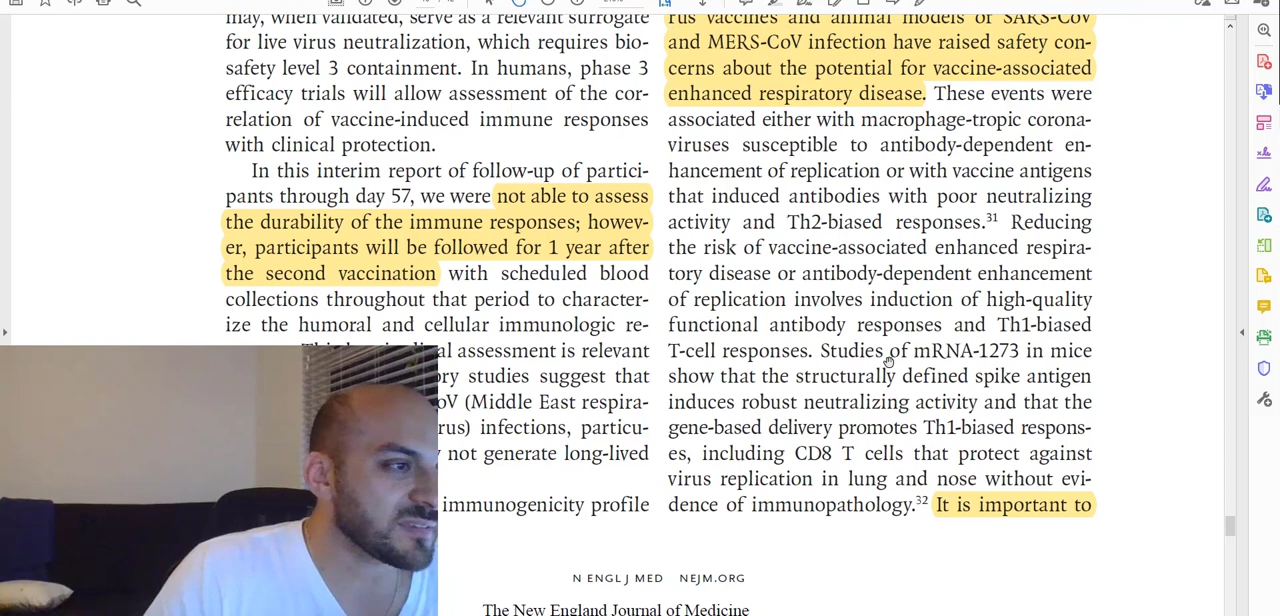 may, when validated, serve as a relevant surrogate
for live virus neutralization, which requires bio-
safety level 3 containment. In humans, phase 3
efficacy trials will allow assessment of the cor-
relation of vaccine-induced immune responses
with clinical protection.
In this interim report of follow-up of partici-
pants through day 57, we were not able to assess
the durability of the immune responses; howev-
er, participants will be followed for 1 year after
the second vaccination with scheduled blood
collections throughout that period to character-
ize the humoral and cellular immunologic re-
al assessment is relevant
ory studies suggest that
oV (Middle East respira-
rus) infections, particu-
not generate long-lived
immunogenicity profile
rus vaccines and animal models of SARS-CoV
and MERS-CoV infection have raised safety con-
cerns about the potential for vaccine-associated
enhanced respiratory disease. These events were
associated either with macrophage-tropic corona-
viruses susceptible to antibody-dependent en-
hancement of replication or with vaccine antigens
that induced antibodies with poor neutralizing
activity and Th2-biased responses.31 Reducing
the risk of vaccine-associated enhanced respira-
tory disease or antibody-dependent enhancement
of replication involves induction of high-quality
functional antibody responses and Th1-biased
T-cell responses. Studies of mRNA-1273 in mice
show that the structurally defined spike antigen
induces robust neutralizing activity and that the
gene-based delivery promotes Th1-biased respons-
es, including CD8 T cells that protect against
virus replication in lung and nose without evi-
dence of immunopathology.32 It is important to
N ENGL J MED NEJM.ORG
The New England Journal of Medicine